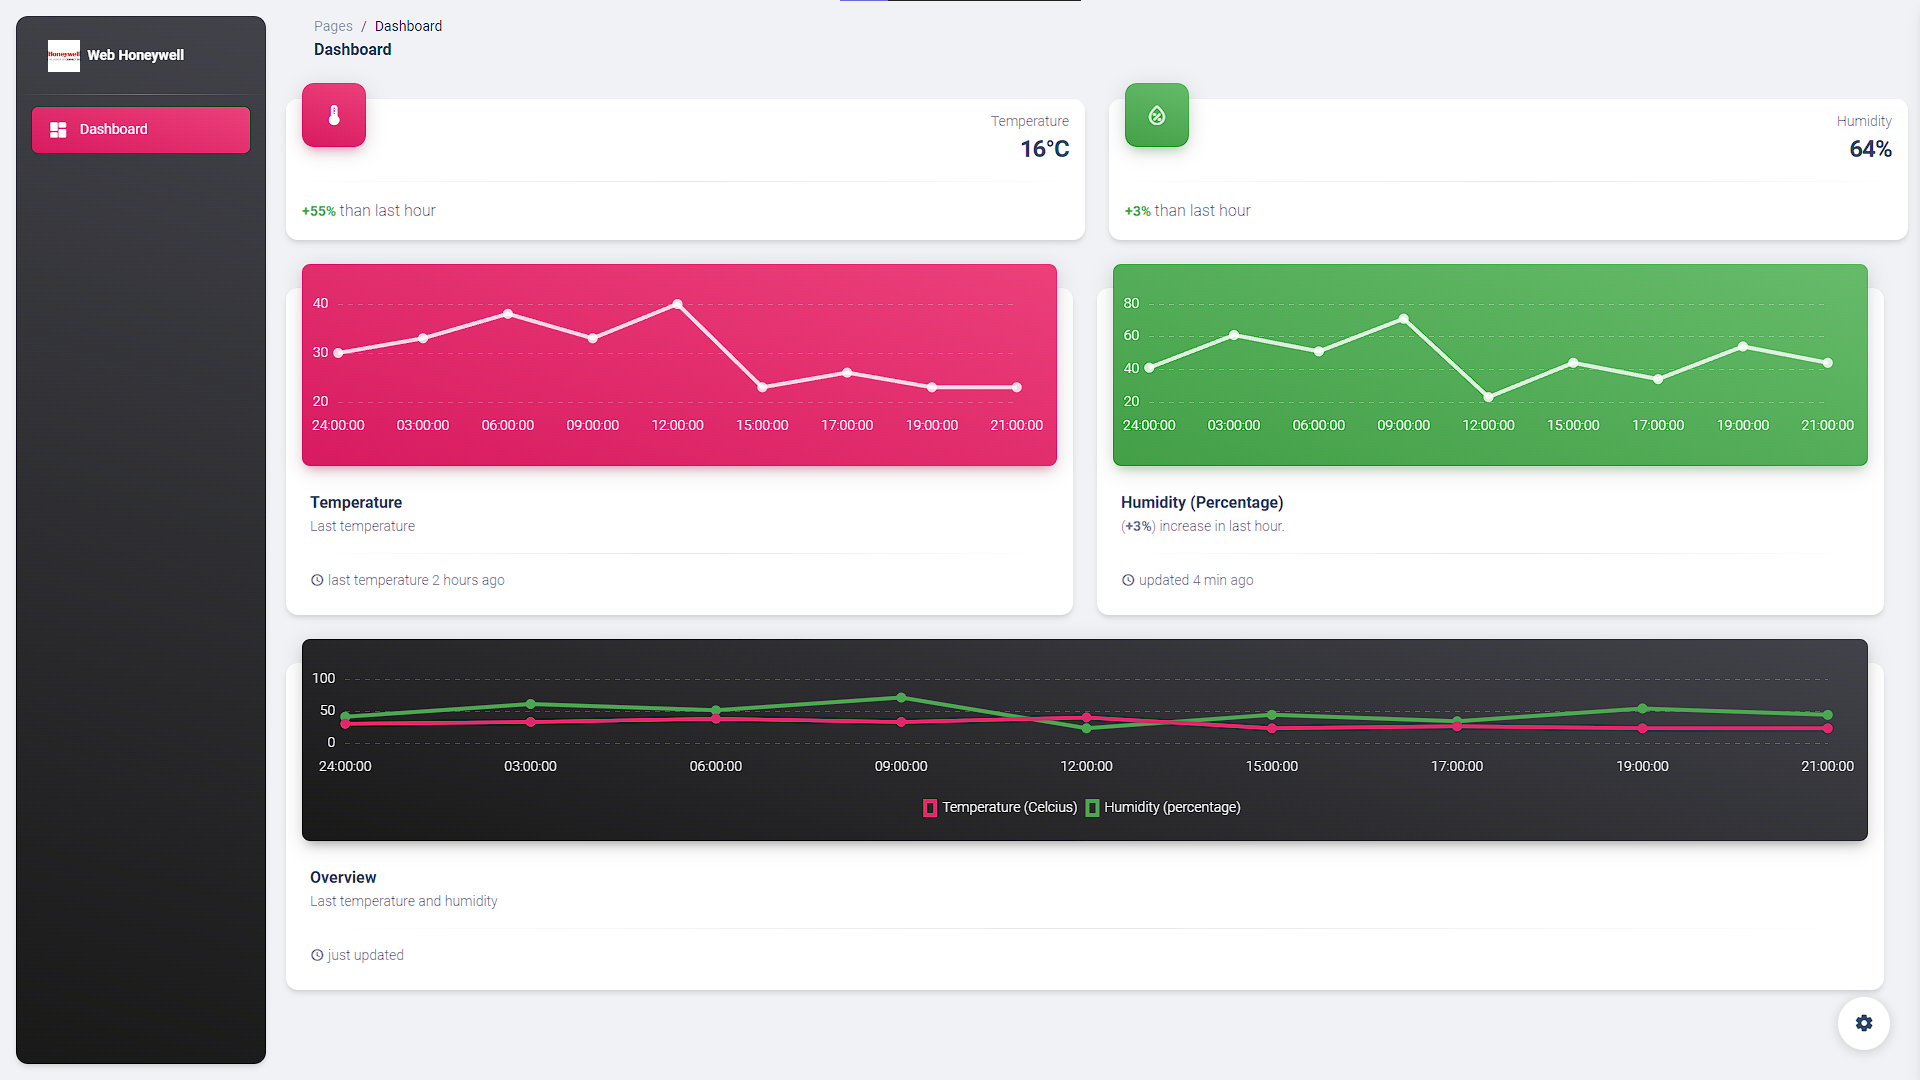 Honeywell
Web Honeywell
Dashboard
Pages / Dashboard
Dashboard
Temperature
16°C
+55% than last hour
Humidity
64%
+3% than last hour
40
30
20
24:00:00 03:00:00 06:00:00 09:00:00 12:00:00 15:00:00 17:00:00 19:00:00 21:00:00
Temperature
Last temperature
last temperature 2 hours ago
80
60
40
20
24:00:00 03:00:00 06:00:00 09:00:00 12:00:00 15:00:00 17:00:00 19:00:00 21:00:00
Humidity (Percentage)
(+3%) increase in last hour.
updated 4 min ago
100
50
0
24:00:00 03:00:00 06:00:00 09:00:00 12:00:00 15:00:00 17:00:00 19:00:00 21:00:00
Temperature (Celcius) Humidity (percentage)
Overview
Last temperature and humidity
just updated